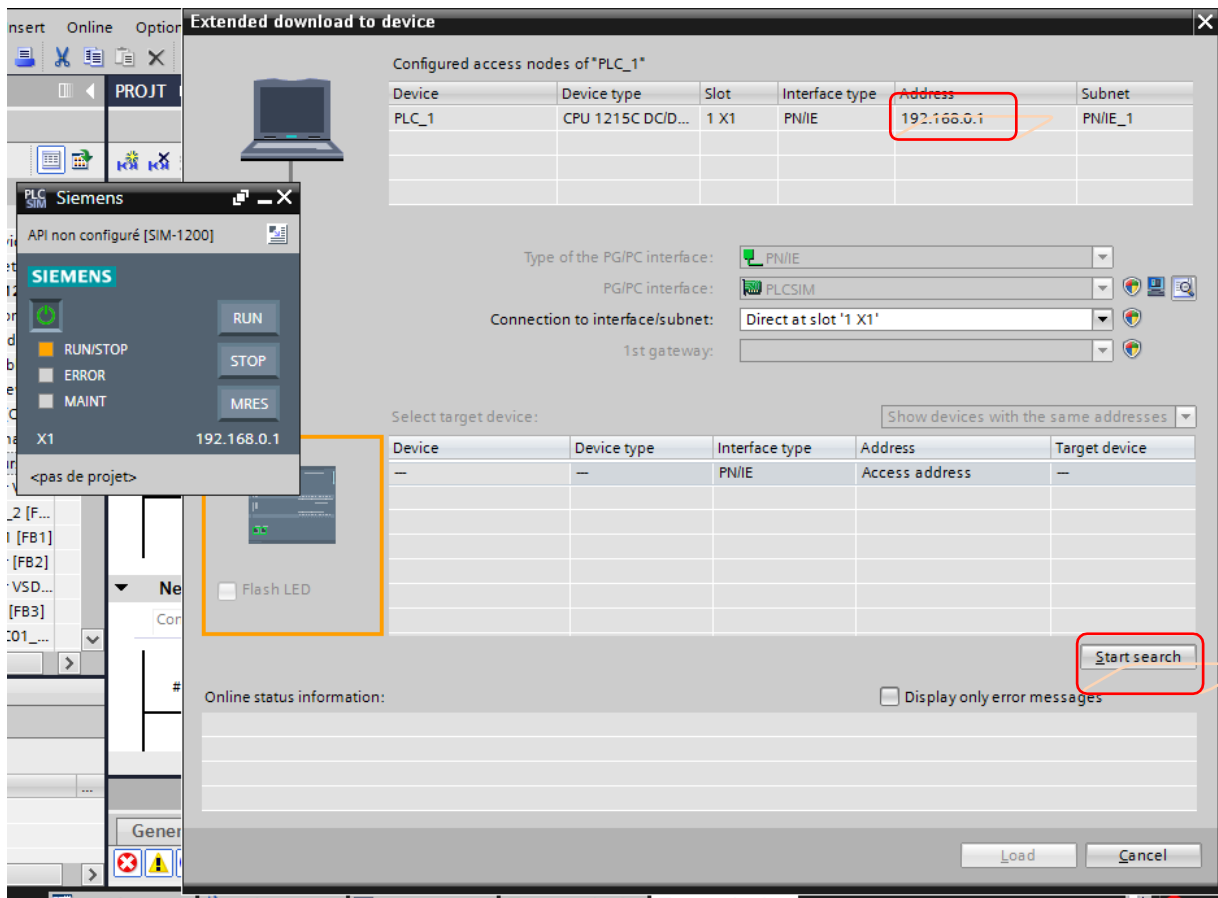 nsert Online Option
Extended download to device
PROJT
Configured access nodes of "PLC_1"
Device Device type Slot Interface type Address Subnet
PLC_1 CPU 1215C DC/D... 1 X1 PN/IE 192.168.0.1 PN/IE_1
PLC SIM Siemens
API non configuré [SIM-1200]
SIEMENS
RUN
RUN/STOP
STOP
ERROR
MAINT
MRES
X1 192.168.0.1
<pas de projet>
Type of the PG/PC interface: PN/IE
PG/PC interface: PLCSIM
Connection to interface/subnet: Direct at slot '1 X1'
1st gateway:
Select target device: Show devices with the same addresses
Device Device type Interface type Address Target device
— — PN/IE Access address —
_2 [F...
[FB1]
[FB2]
VSD...
[FB3]
C01_...
Ne
Cor
#
Flash LED
Start search
Online status information: Display only error messages
...
Gener
Load Cancel